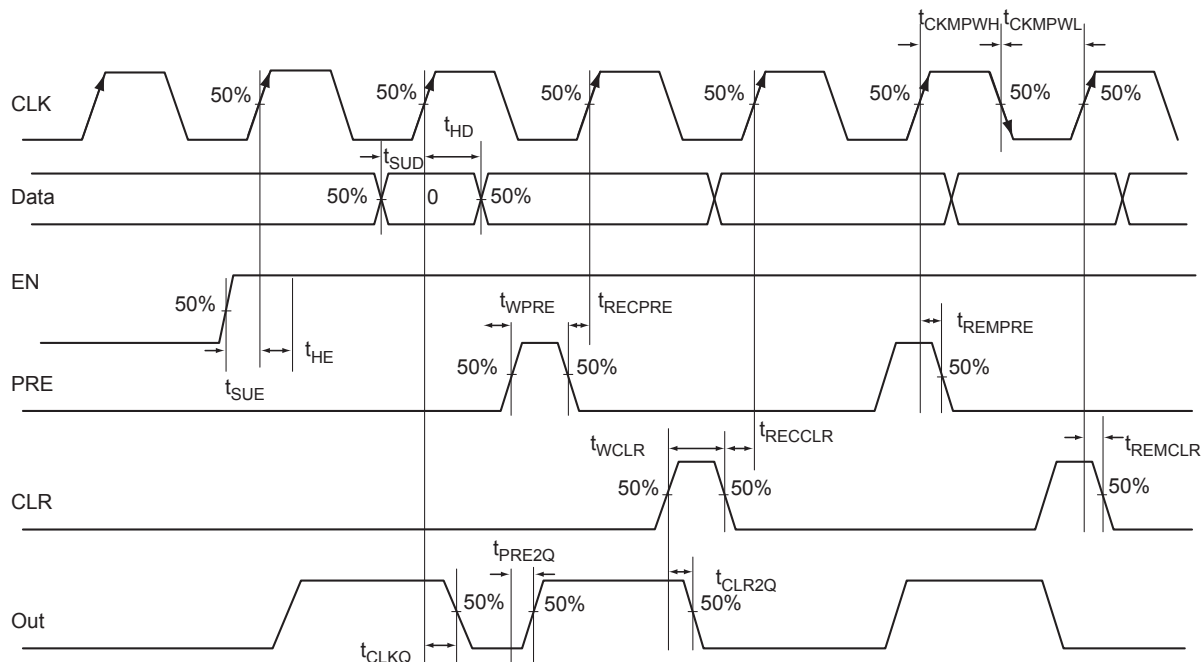 tCKMPWH tCKMPWL
CLK
50% 50% 50% 50% 50% 50% 50%
tSUD tHD
Data
50% 0 50%
EN
50%
tSUE tHE
tWPRE tRECPRE tREMPRE
PRE
50% 50% 50%
tWCLR tRECCLR tREMCLR
CLR
50% 50% 50%
tPRE2Q tCLR2Q
Out
50% 50% 50%
tCLKQ